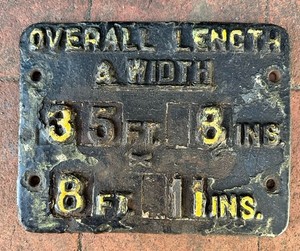 OVERALL LENGTH
& WIDTH
35 FT. 8 INS.
8 FT. 11 INS.